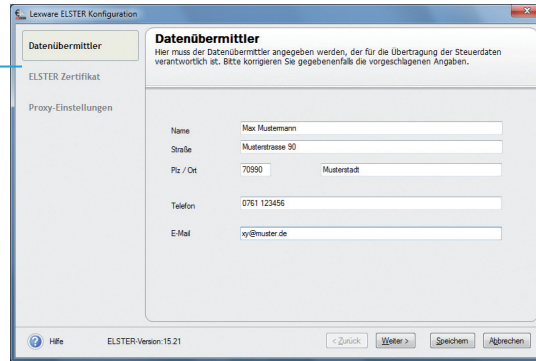 Lexware ELSTER Konfiguration
Datenübermittler
ELSTER Zertifikat
Proxy-Einstellungen
Datenübermittler
Hier muss der Datenübermittler angegeben werden, der für die Übertragung der Steuerdaten
verantwortlich ist. Bitte korrigieren Sie gegebenenfalls die vorgeschlagenen Angaben.
Name Max Mustermann
Straße Musterstrasse 90
Plz / Ort 70990 Musterstadt
Telefon 0761 123456
E-Mail xy@muster.de
Hilfe ELSTER-Version: 15.21 < Zurück Weiter > Speichern Abbrechen